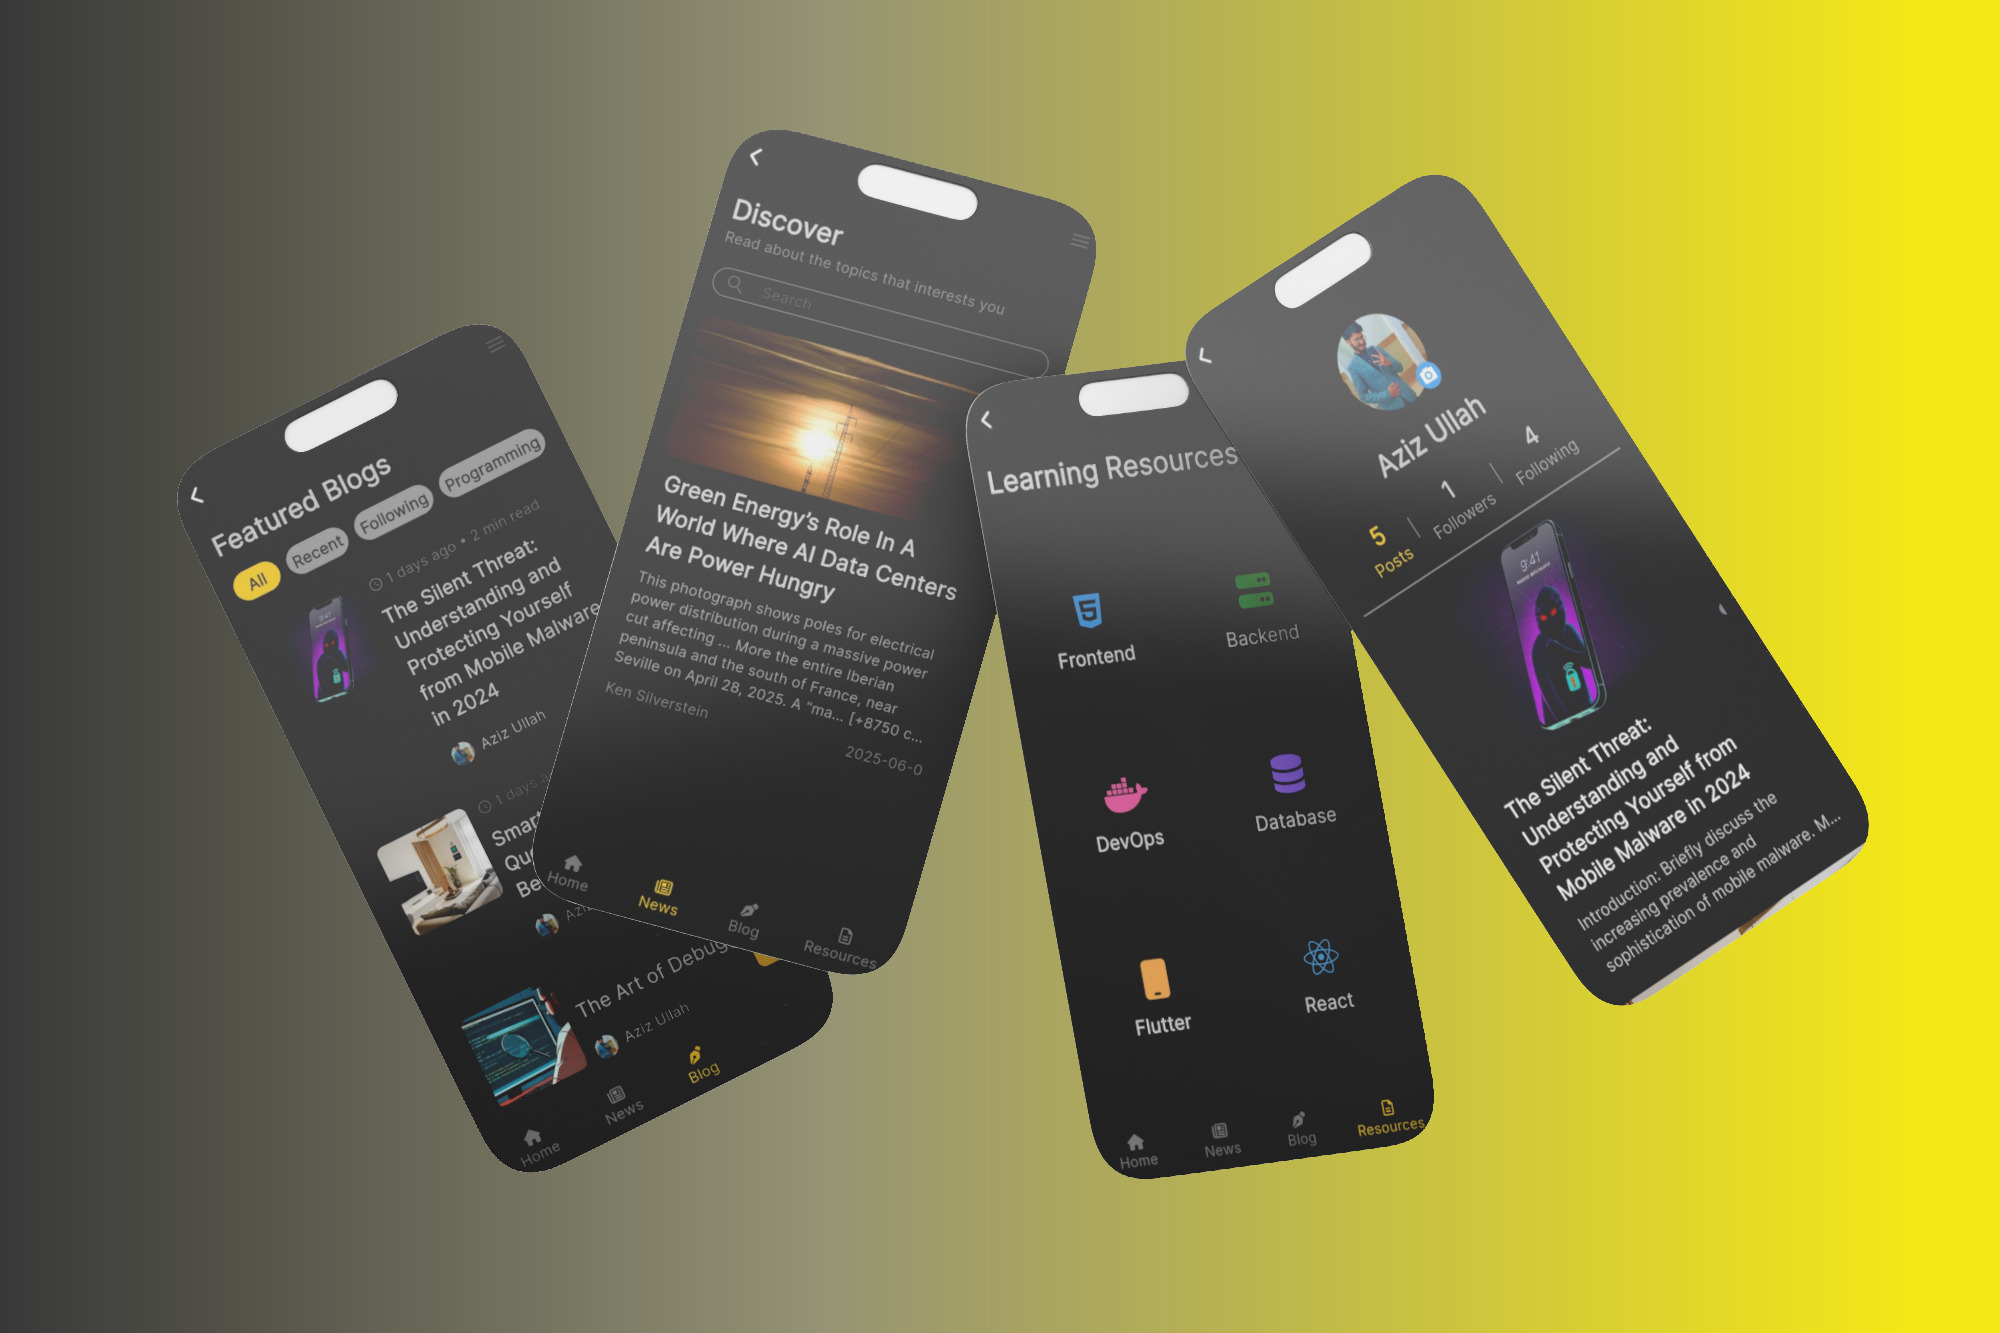 Featured Blogs
All
Recent
Following
Programming
1 days ago • 2 min read
The Silent Threat:
Understanding and
Protecting Yourself
from Mobile Malware
in 2024
Aziz Ullah
1 days a
Smar
Qu
Be
Azi
The Art of Debug
Aziz Ullah
Home
News
Blog
Discover
Read about the topics that interests you
Search
Green Energy's Role In A
World Where AI Data Centers
Are Power Hungry
This photograph shows poles for electrical
power distribution during a massive power
cut affecting ... More the entire Iberian
peninsula and the south of France, near
Seville on April 28, 2025. A "ma... [+8750 c...
Ken Silverstein
2025-06-0
Home
News
Blog
Resources
Learning Resources
Frontend
Backend
DevOps
Database
Flutter
React
Home
News
Blog
Resources
Aziz Ullah
5
Posts
1
Followers
4
Following
9:41
The Silent Threat:
Understanding and
Protecting Yourself from
Mobile Malware in 2024
Introduction: Briefly discuss the
increasing prevalence and
sophistication of mobile malware. M...